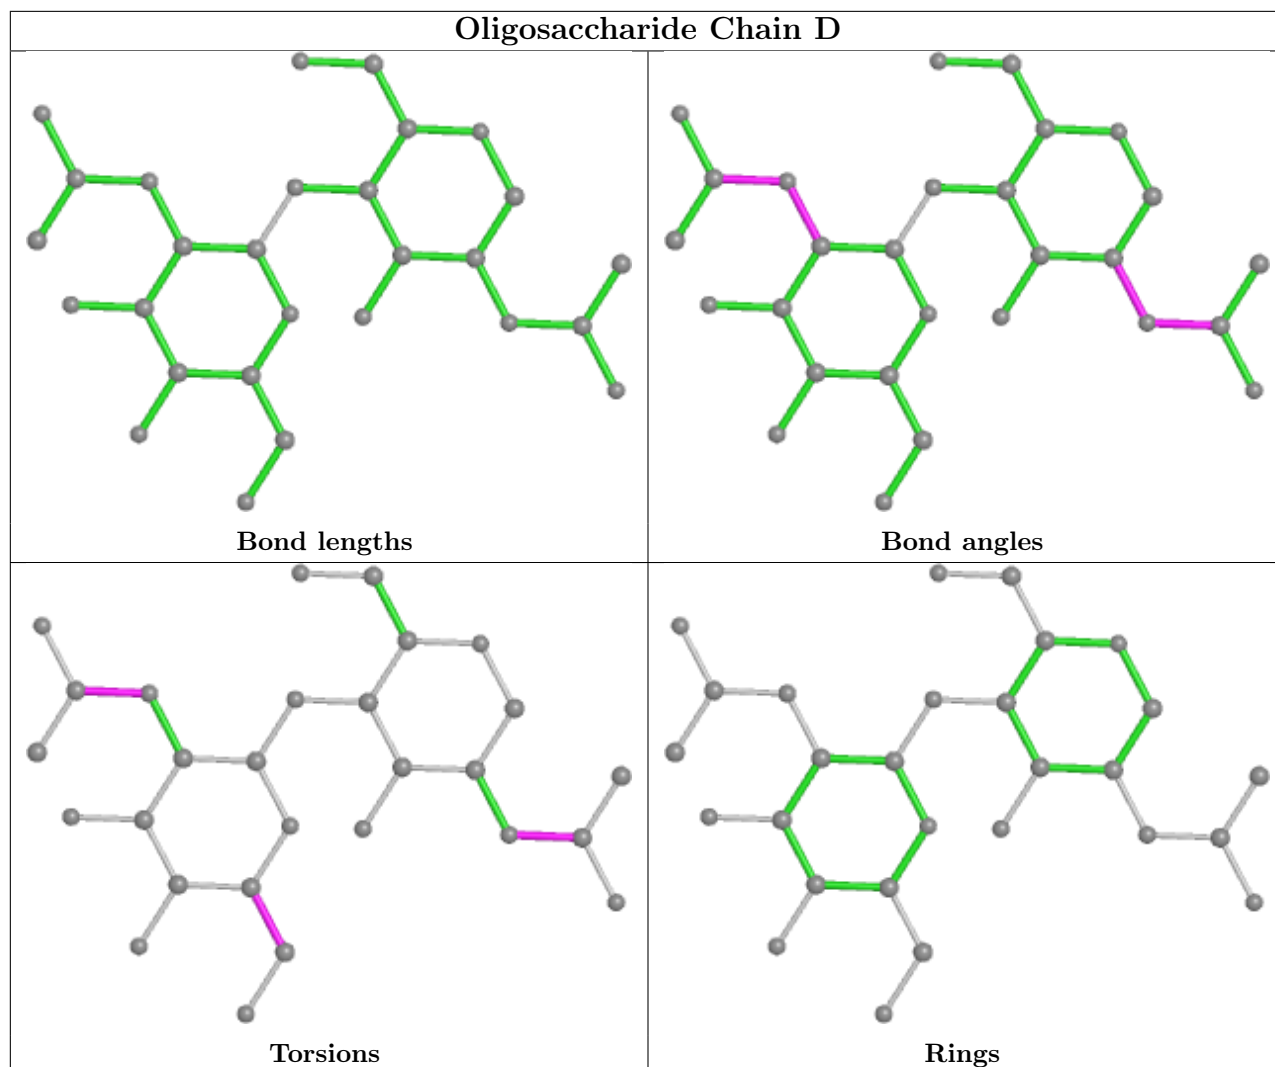 Oligosaccharide Chain D
Bond lengths
Bond angles
Torsions
Rings